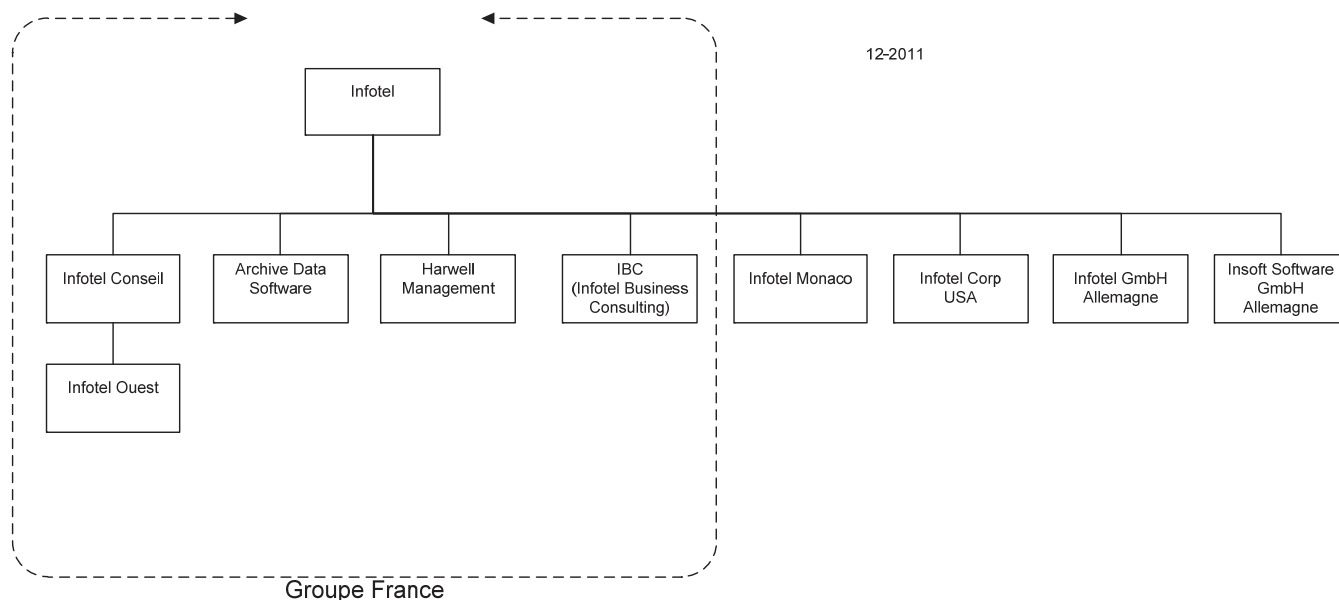 12-2011
Infotel
Infotel Conseil
Archive Data
Software
Harwell
Management
IBC
(Infotel Business
Consulting)
Infotel Monaco
Infotel Corp
USA
Infotel GmbH
Allemagne
Insoft Software
GmbH
Allemagne
Infotel Ouest
Groupe France